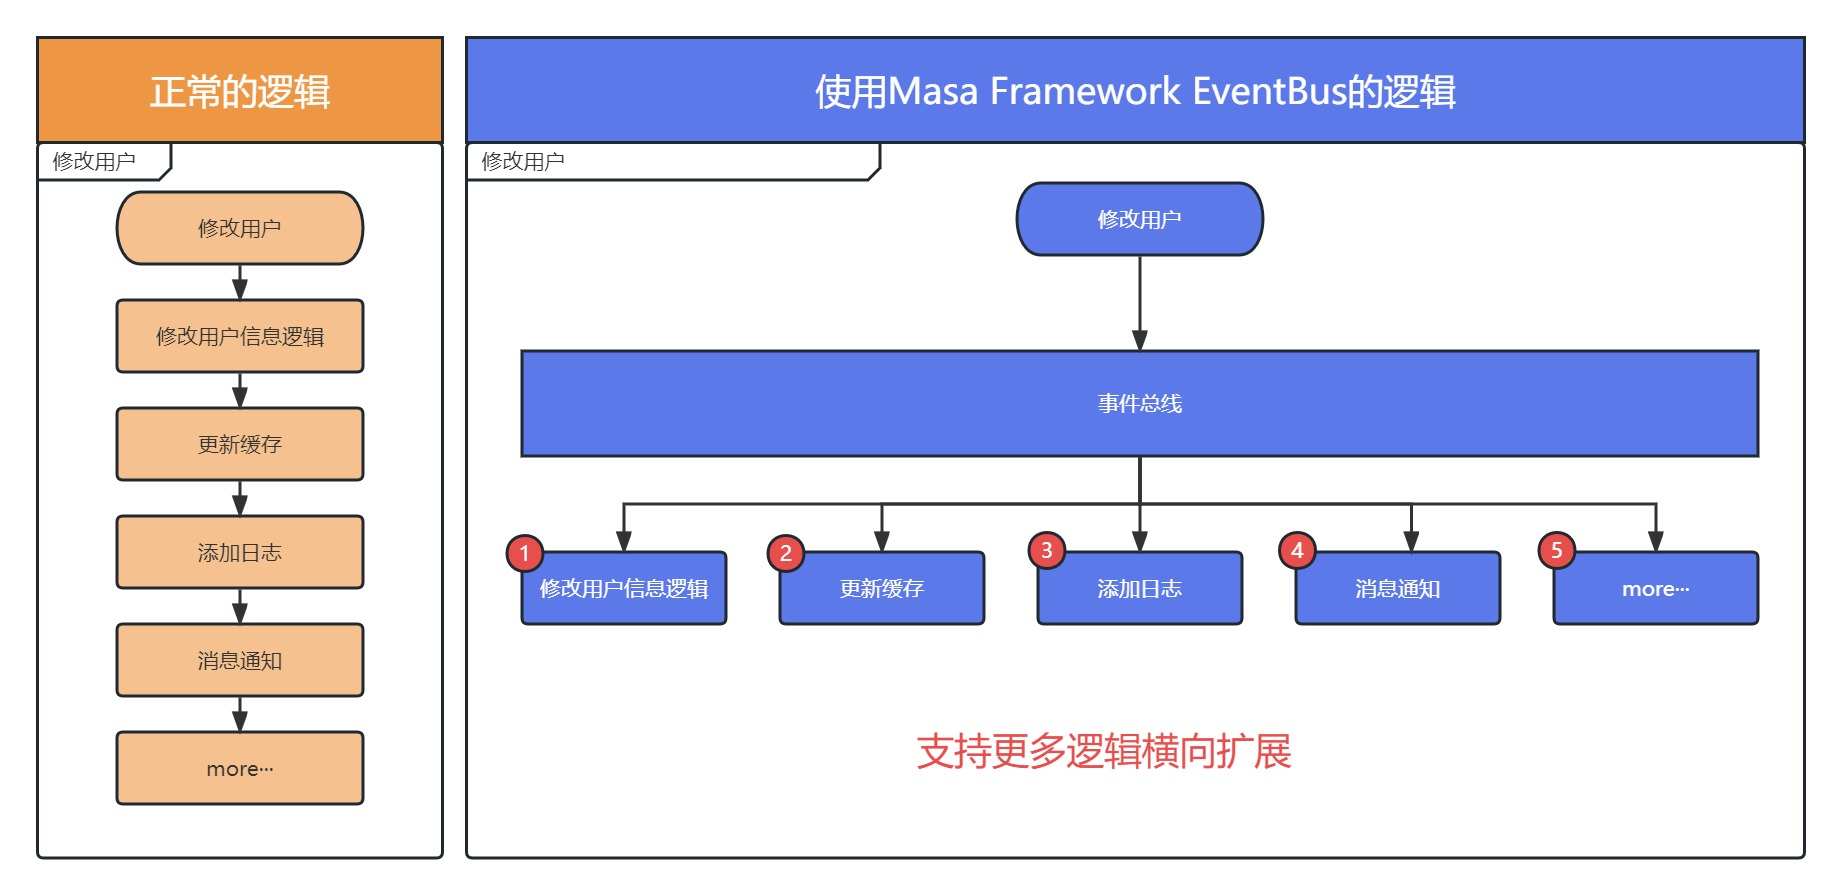 正常的逻辑
修改用户
修改用户
修改用户信息逻辑
更新缓存
添加日志
消息通知
more···
使用Masa Framework EventBus的逻辑
修改用户
修改用户
事件总线
1
修改用户信息逻辑
2
更新缓存
3
添加日志
4
消息通知
5
more···
支持更多逻辑横向扩展